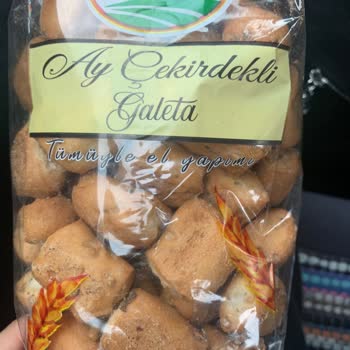 Ay Çekirdekli
Galeta
Tümüyle el yapımı